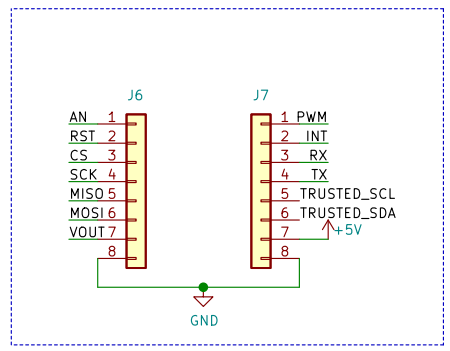 J6 J7
AN 1 1 PWM
RST 2 2 INT
CS 3 3 RX
SCK 4 4 TX
MISO 5 5 TRUSTED_SCL
MOSI 6 6 TRUSTED_SDA
VOUT 7 7 +5V
8 8
GND